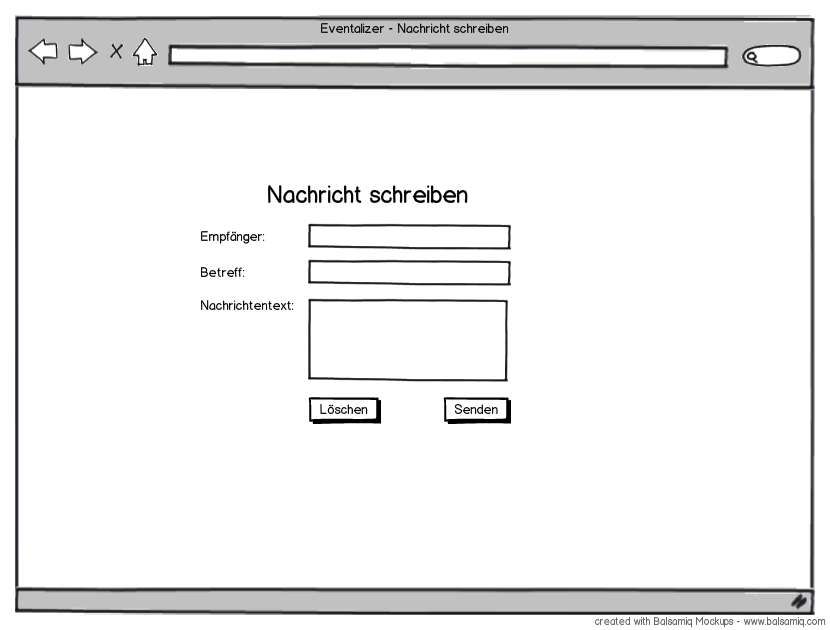 Eventalizer - Nachricht schreiben
Nachricht schreiben
Empfänger:
Betreff:
Nachrichtentext:
Löschen
Senden
created with Balsamiq Mockups - www.balsamiq.com